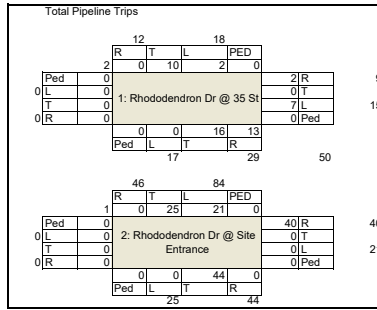 Total Pipeline Trips
12 18
R T L PED
2 0 10 2 0
Ped 0 2 R
0 L 0 1: Rhododendron Dr @ 35 St 0 T
T 0 7 L
0 R 0 0 Ped
0 0 16 13
Ped L T R
17 29 50
46 84
R T L PED
1 0 25 21 0
Ped 0 40 R
0 L 0 2: Rhododendron Dr @ Site 0 T
T 0 Entrance 0 L
0 R 0 0 Ped
0 0 44 0
Ped L T R
25 44